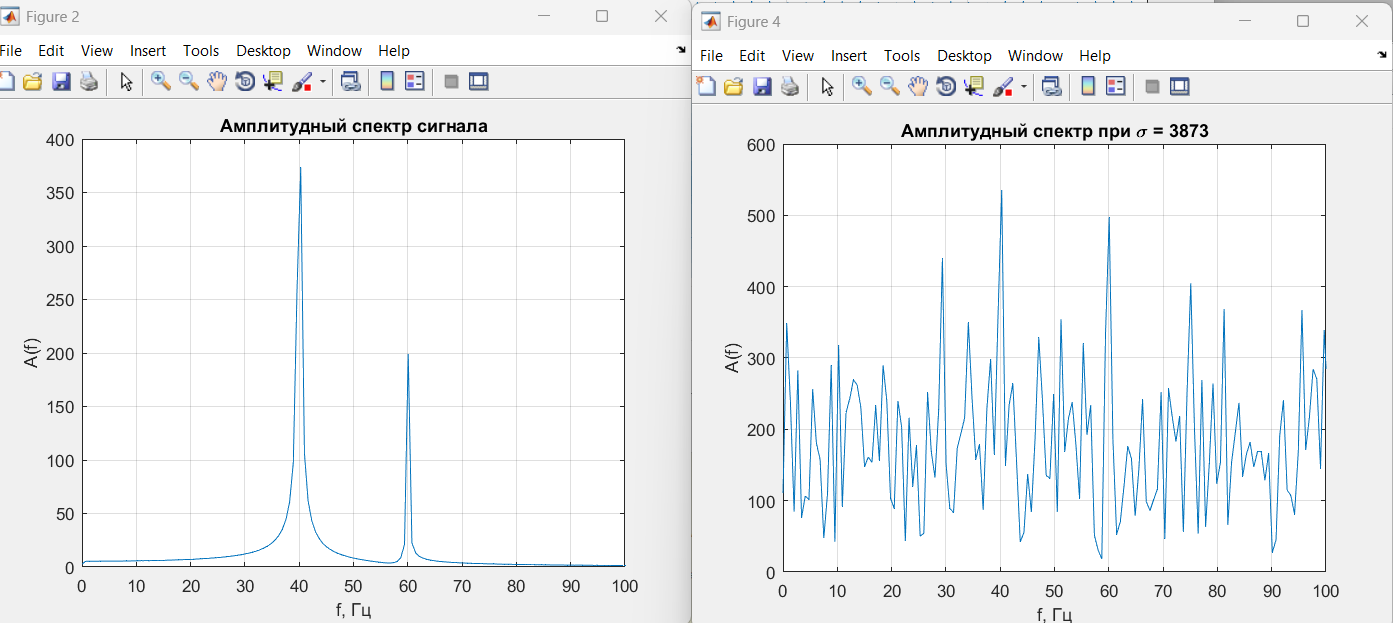 Figure 2
File Edit View Insert Tools Desktop Window Help
Амплитудный спектр сигнала
400
350
300
250
200
150
100
50
0
A(f)
0 10 20 30 40 50 60 70 80 90 100
f, Гц
Figure 4
File Edit View Insert Tools Desktop Window Help
Амплитудный спектр при σ = 3873
600
500
400
300
200
100
0
A(f)
0 10 20 30 40 50 60 70 80 90 100
f, Гц